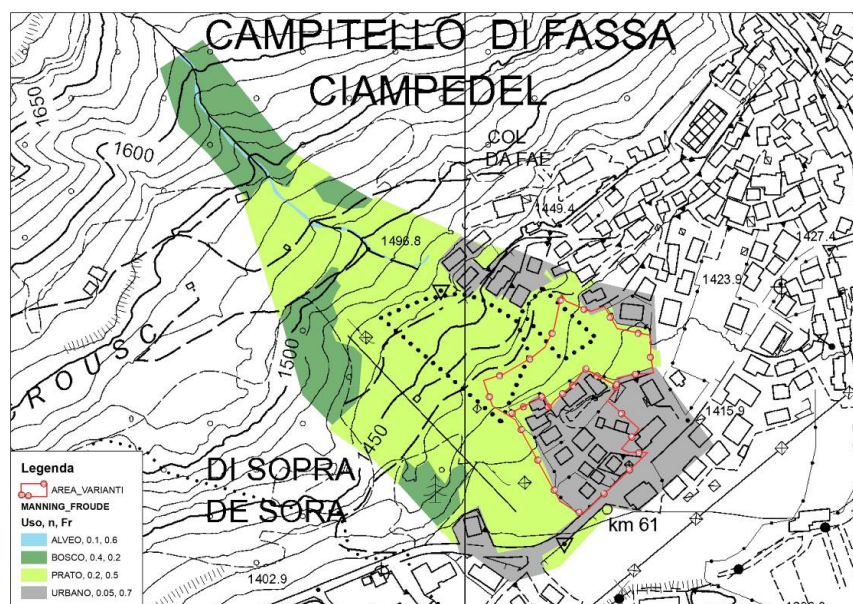 CAMPITELLO DI FASSA
CIAMPEDEL
1650
1600
COL
DA FAE
1449.4
1427.4
1496.8
1423.9
CROUSC
1500
1450
1415.9
DI SOPRA
DE SORA
km 61
1402.9
Legenda
AREA_VARIANTI
MANNING_FROUDE
Uso, n, Fr
ALVEO, 0.1, 0.6
BOSCO, 0.4, 0.2
PRATO, 0.2, 0.5
URBANO, 0.05, 0.7